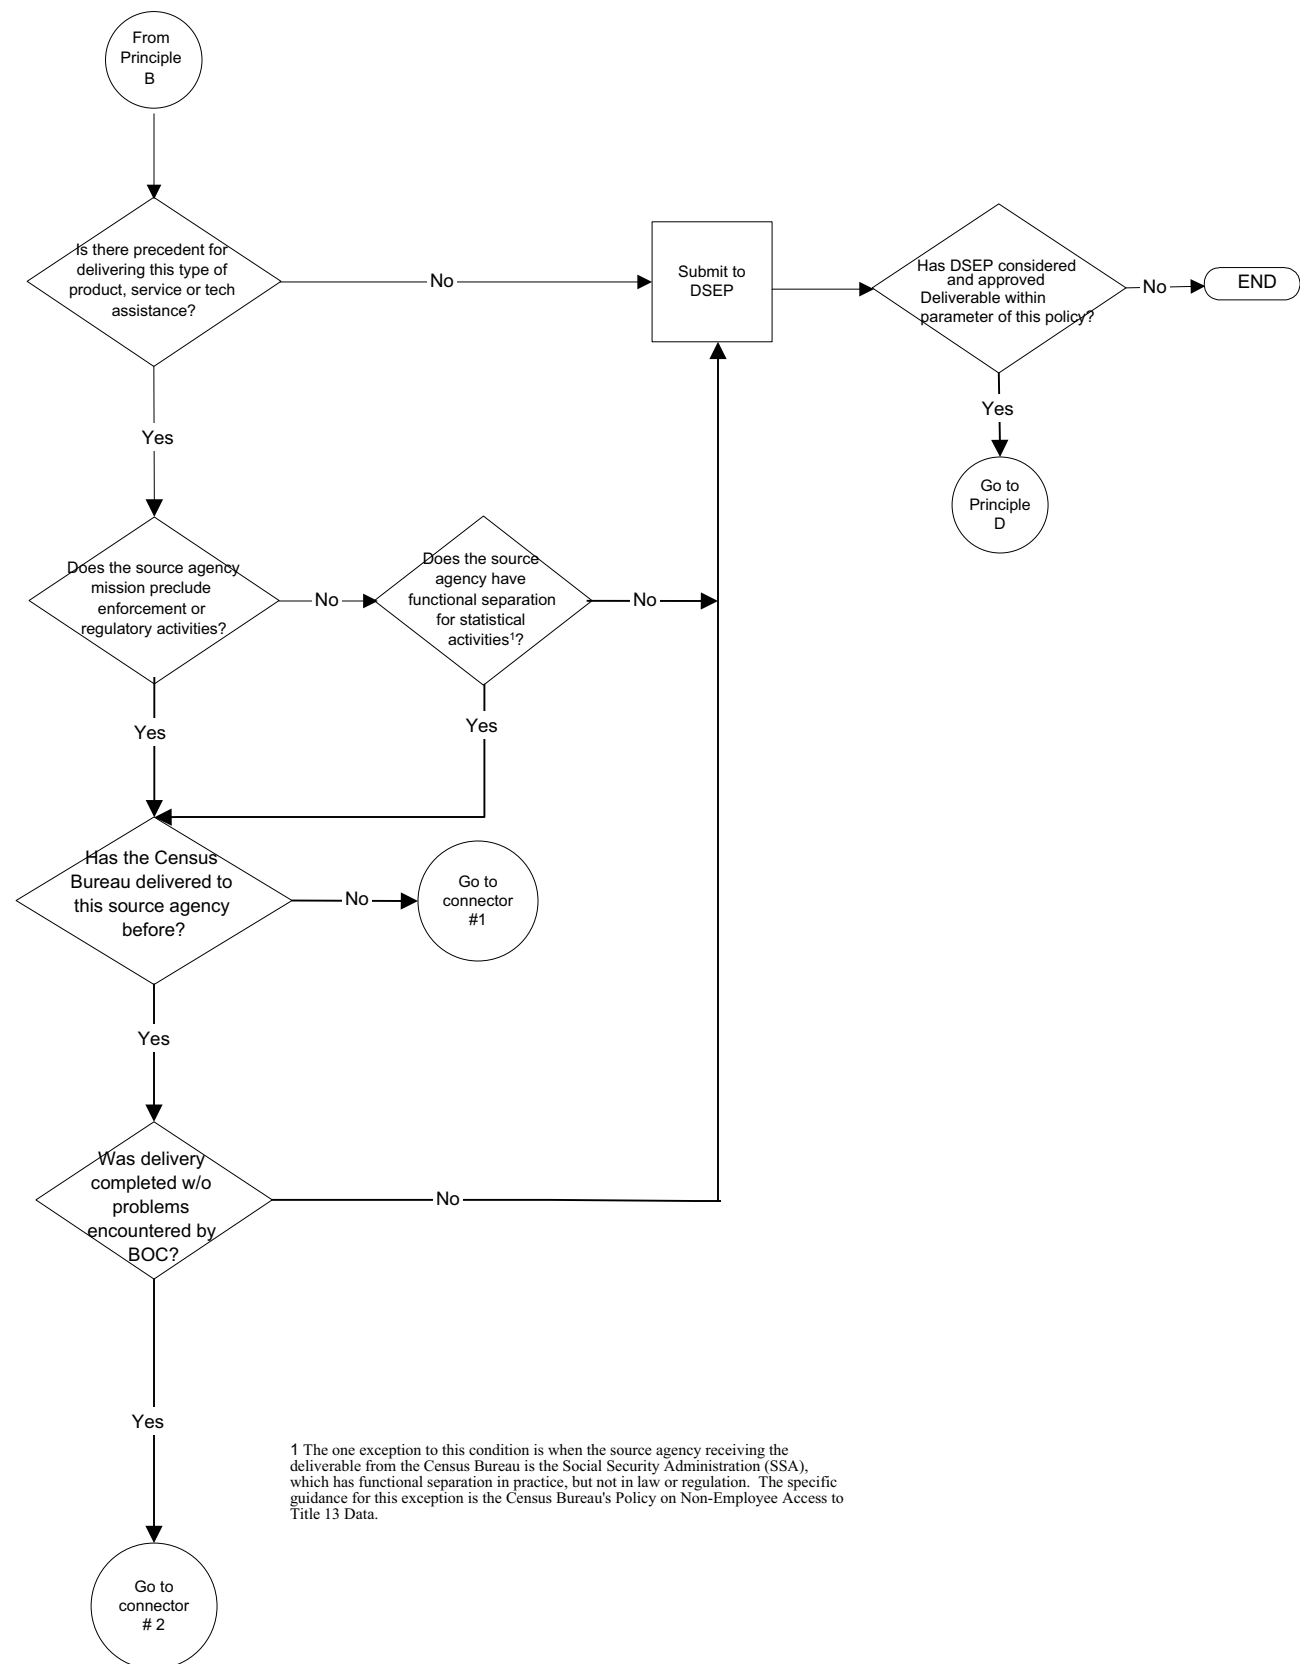 From
Principle
B
Is there precedent for
delivering this type of
product, service or tech
assistance?
No
Submit to
DSEP
Has DSEP considered
and approved
Deliverable within
parameter of this policy?
No
END
Yes
Go to
Principle
D
Yes
Does the source agency
mission preclude
enforcement or
regulatory activities?
No
Does the source
agency have
functional separation
for statistical
activities¹?
No
Yes
Yes
Has the Census
Bureau delivered to
this source agency
before?
No
Go to
connector
#1
Yes
Was delivery
completed w/o
problems
encountered by
BOC?
No
Yes
1 The one exception to this condition is when the source agency receiving the
deliverable from the Census Bureau is the Social Security Administration (SSA),
which has functional separation in practice, but not in law or regulation.  The specific
guidance for this exception is the Census Bureau's Policy on Non-Employee Access to
Title 13 Data.
Go to
connector
# 2